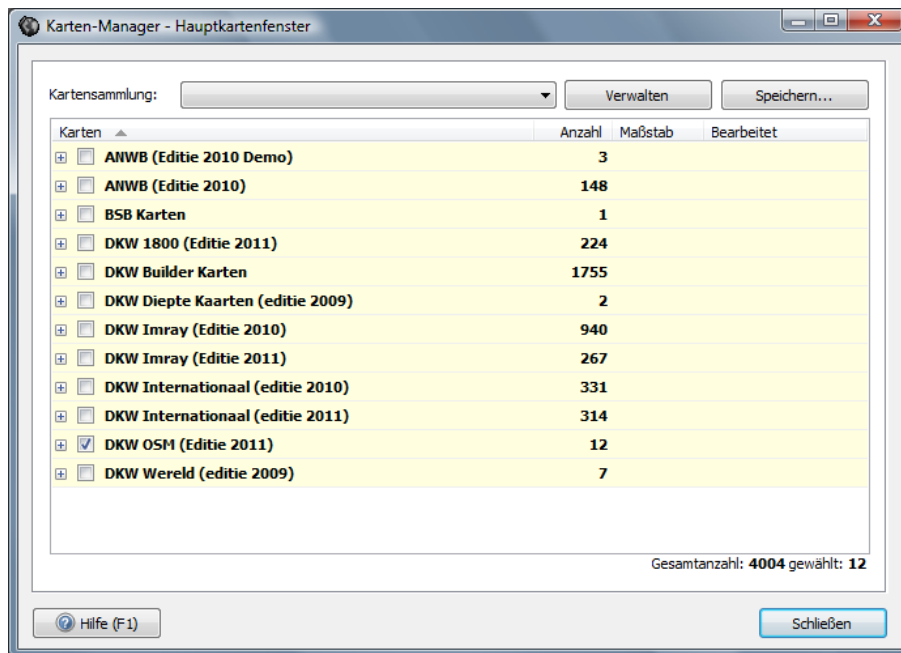 Karten-Manager - Hauptkartenfenster
Kartensammlung: Verwalten Speichern...
Karten Anzahl Maßstab Bearbeitet
ANWB (Editie 2010 Demo) 3
ANWB (Editie 2010) 148
BSB Karten 1
DKW 1800 (Editie 2011) 224
DKW Builder Karten 1755
DKW Diepte Kaarten (editie 2009) 2
DKW Imray (Editie 2010) 940
DKW Imray (Editie 2011) 267
DKW Internationaal (editie 2010) 331
DKW Internationaal (editie 2011) 314
DKW OSM (Editie 2011) 12
DKW Wereld (editie 2009) 7
Gesamtanzahl: 4004 gewählt: 12
Hilfe (F1) Schließen